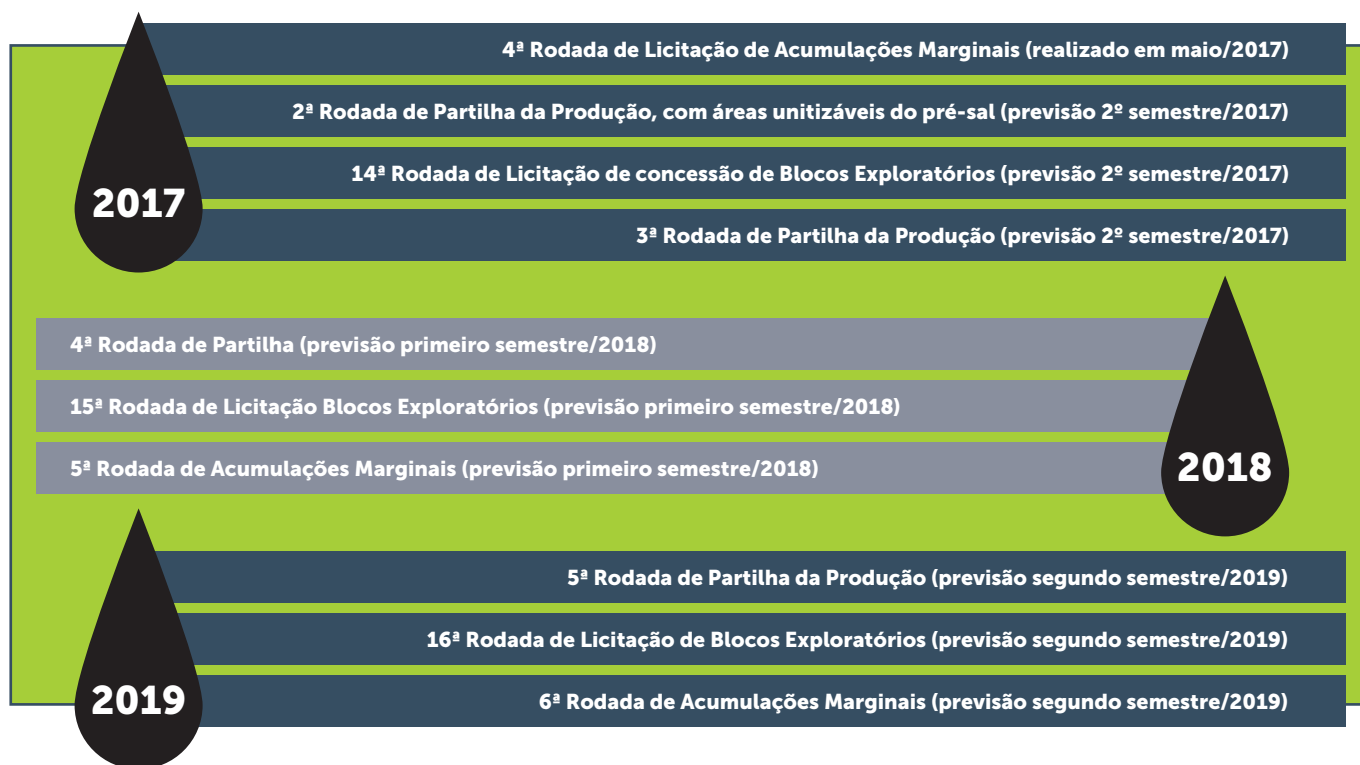 4ª Rodada de Licitação de Acumulações Marginais (realizado em maio/2017)
2ª Rodada de Partilha da Produção, com áreas unitizáveis do pré-sal (previsão 2º semestre/2017)
14ª Rodada de Licitação de concessão de Blocos Exploratórios (previsão 2º semestre/2017)
2017
3ª Rodada de Partilha da Produção (previsão 2º semestre/2017)
4ª Rodada de Partilha (previsão primeiro semestre/2018)
15ª Rodada de Licitação Blocos Exploratórios (previsão primeiro semestre/2018)
5ª Rodada de Acumulações Marginais (previsão primeiro semestre/2018)
2018
5ª Rodada de Partilha da Produção (previsão segundo semestre/2019)
16ª Rodada de Licitação de Blocos Exploratórios (previsão segundo semestre/2019)
2019
6ª Rodada de Acumulações Marginais (previsão segundo semestre/2019)